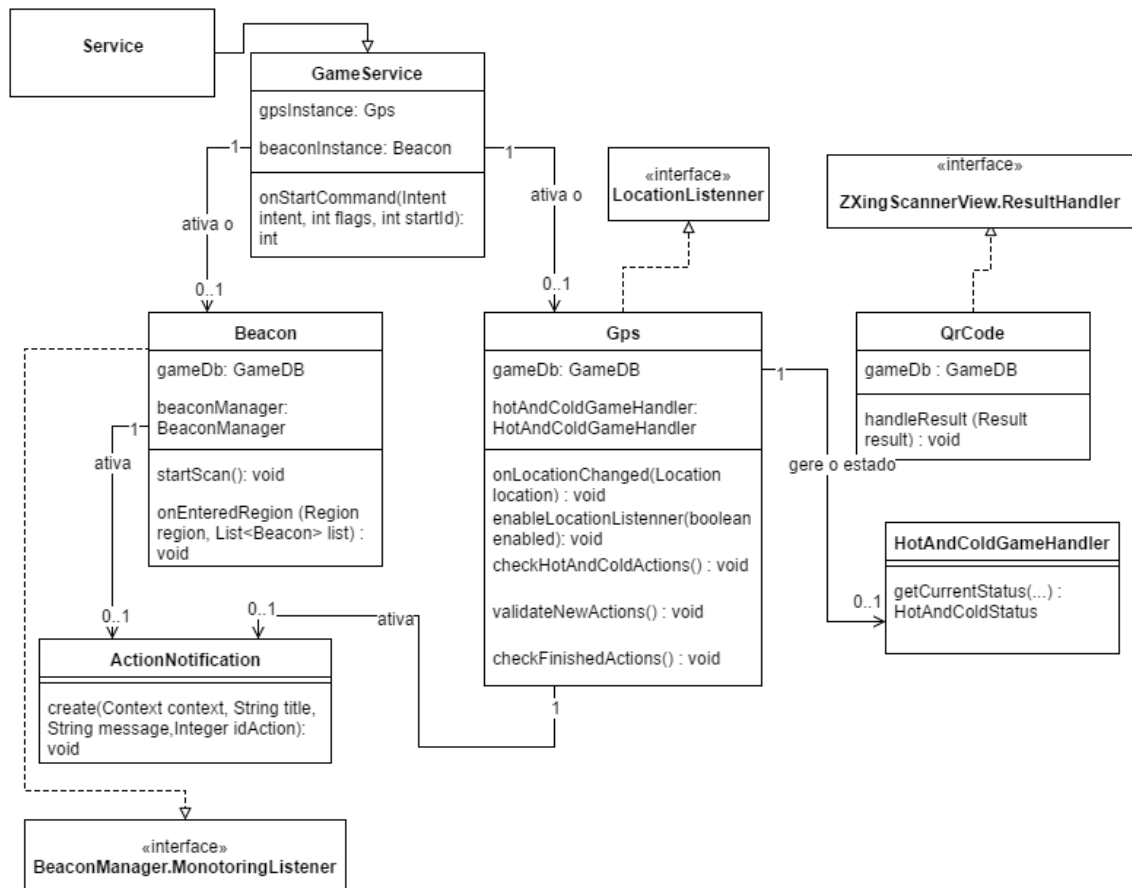 Service
GameService
gpsInstance: Gps
beaconInstance: Beacon
onStartCommand(Intent
intent, int flags, int startId):
int
1
1
ativa o
ativa o
0..1
0..1
«interface»
LocationListenner
«interface»
ZXingScannerView.ResultHandler
Beacon
gameDb: GameDB
beaconManager:
BeaconManager
startScan(): void
onEnteredRegion (Region
region, List<Beacon> list) :
void
1
ativa
0..1
Gps
gameDb: GameDB
hotAndColdGameHandler:
HotAndColdGameHandler
onLocationChanged(Location
location) : void
enableLocationListenner(boolean
enabled): void
checkHotAndColdActions() : void
validateNewActions() : void
checkFinishedActions() : void
1
gere o estado
0..1
QrCode
gameDb : GameDB
handleResult (Result
result) : void
HotAndColdGameHandler
getCurrentStatus(...) :
HotAndColdStatus
0..1
ativa
1
ActionNotification
create(Context context, String title,
String message,Integer idAction):
void
«interface»
BeaconManager.MonotoringListener